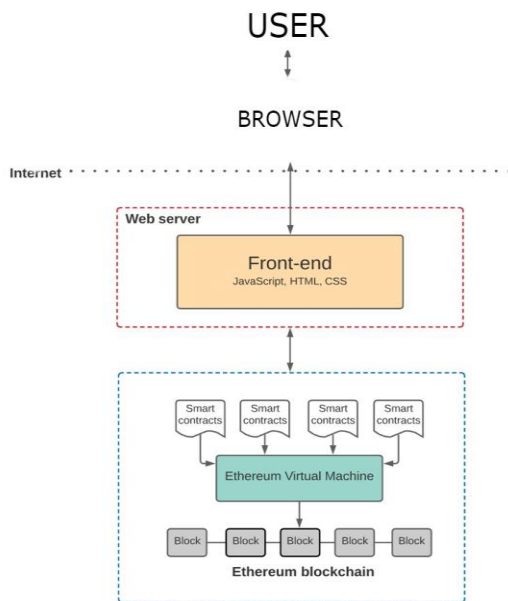 USER
BROWSER
Internet
Web server
Front-end
JavaScript, HTML, CSS
Smart contracts
Smart contracts
Smart contracts
Smart contracts
Ethereum Virtual Machine
Block
Block
Block
Block
Block
Ethereum blockchain